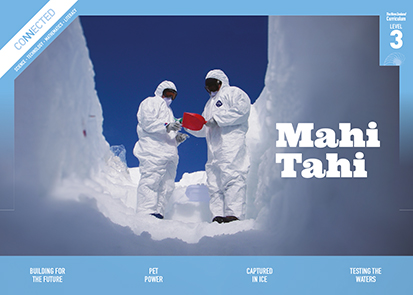 CONNECTED
SCIENCE | TECHNOLOGY | MATHEMATICS | LITERACY
The New Zealand
Curriculum
LEVEL
3
Mahi
Tahi
BUILDING FOR
THE FUTURE
PET
POWER
CAPTURED
IN ICE
TESTING THE
WATERS